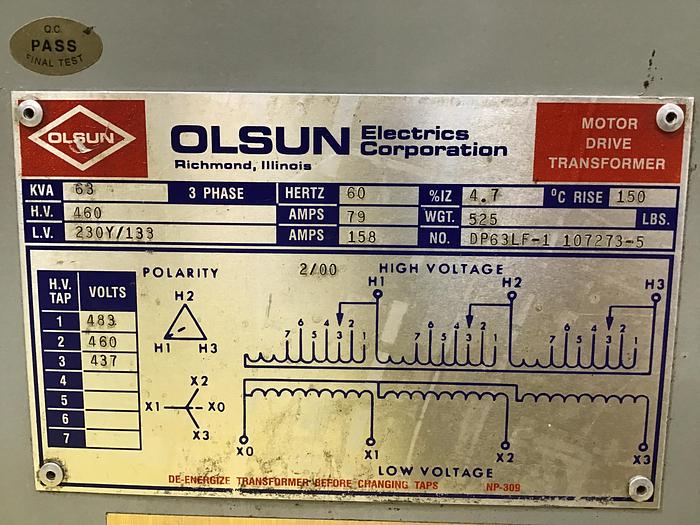 Q.C.
PASS
FINAL TEST
OLSUN
OLSUN Electrics Corporation
Richmond, Illinois
MOTOR
DRIVE
TRANSFORMER
KVA 63 3 PHASE HERTZ 60 %IZ 4.7 °C RISE 150
H.V. 460 AMPS 79 WGT. 525 LBS.
L.V. 230Y/133 AMPS 158 NO. DP63LF-1 107273-5
H.V. TAP VOLTS
1 483
2 460
3 437
4
5
6
7
POLARITY
H2
H1 H3
X2
X1 X0
X3
2/00 HIGH VOLTAGE
H1 H2 H3
7 6 5 4 3 2 1 7 6 5 4 3 2 1 7 6 5 4 3 2 1
X0 X1 X2 X3
LOW VOLTAGE
DE-ENERGIZE TRANSFORMER BEFORE CHANGING TAPS NP-309